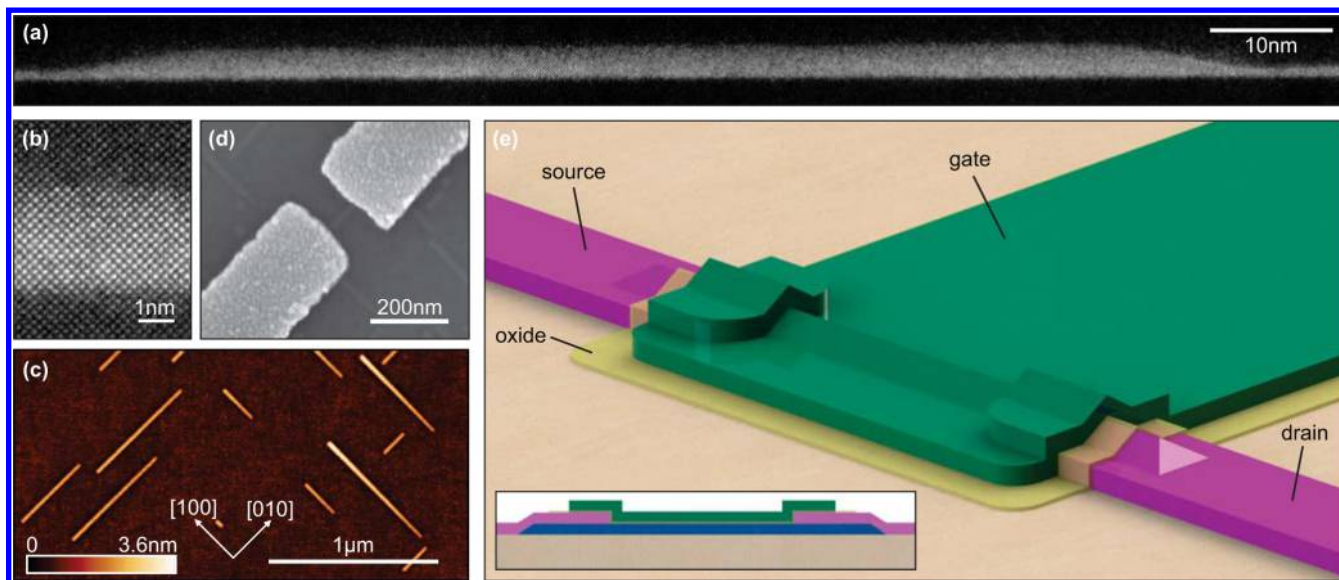 (a)
10nm
(b)
1nm
(d)
200nm
(c)
[100]
[010]
0
3.6nm
1µm
(e)
source
gate
oxide
drain